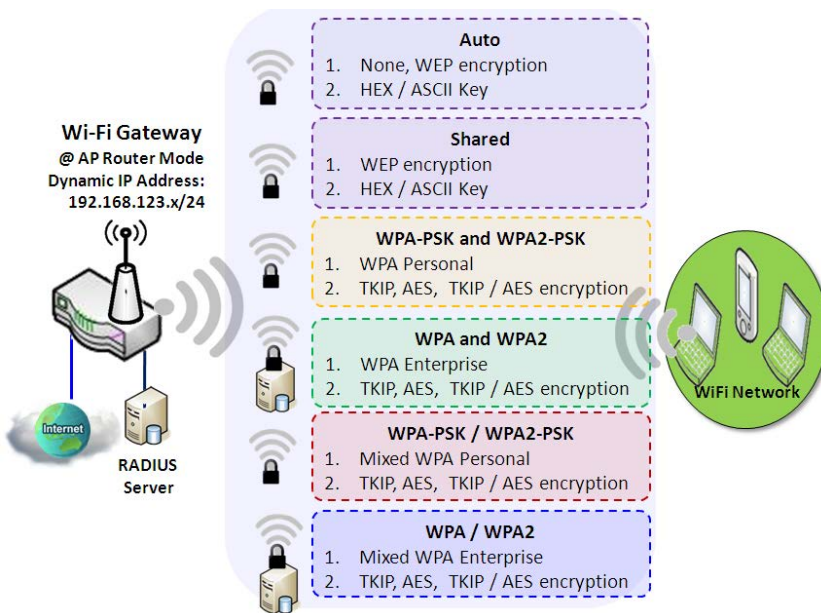 Wi-Fi Gateway
@ AP Router Mode
Dynamic IP Address:
192.168.123.x/24
Internet
RADIUS
Server
Auto
1. None, WEP encryption
2. HEX / ASCII Key
Shared
1. WEP encryption
2. HEX / ASCII Key
WPA-PSK and WPA2-PSK
1. WPA Personal
2. TKIP, AES, TKIP / AES encryption
WPA and WPA2
1. WPA Enterprise
2. TKIP, AES, TKIP / AES encryption
WPA-PSK / WPA2-PSK
1. Mixed WPA Personal
2. TKIP, AES, TKIP / AES encryption
WPA / WPA2
1. Mixed WPA Enterprise
2. TKIP, AES, TKIP / AES encryption
WiFi Network